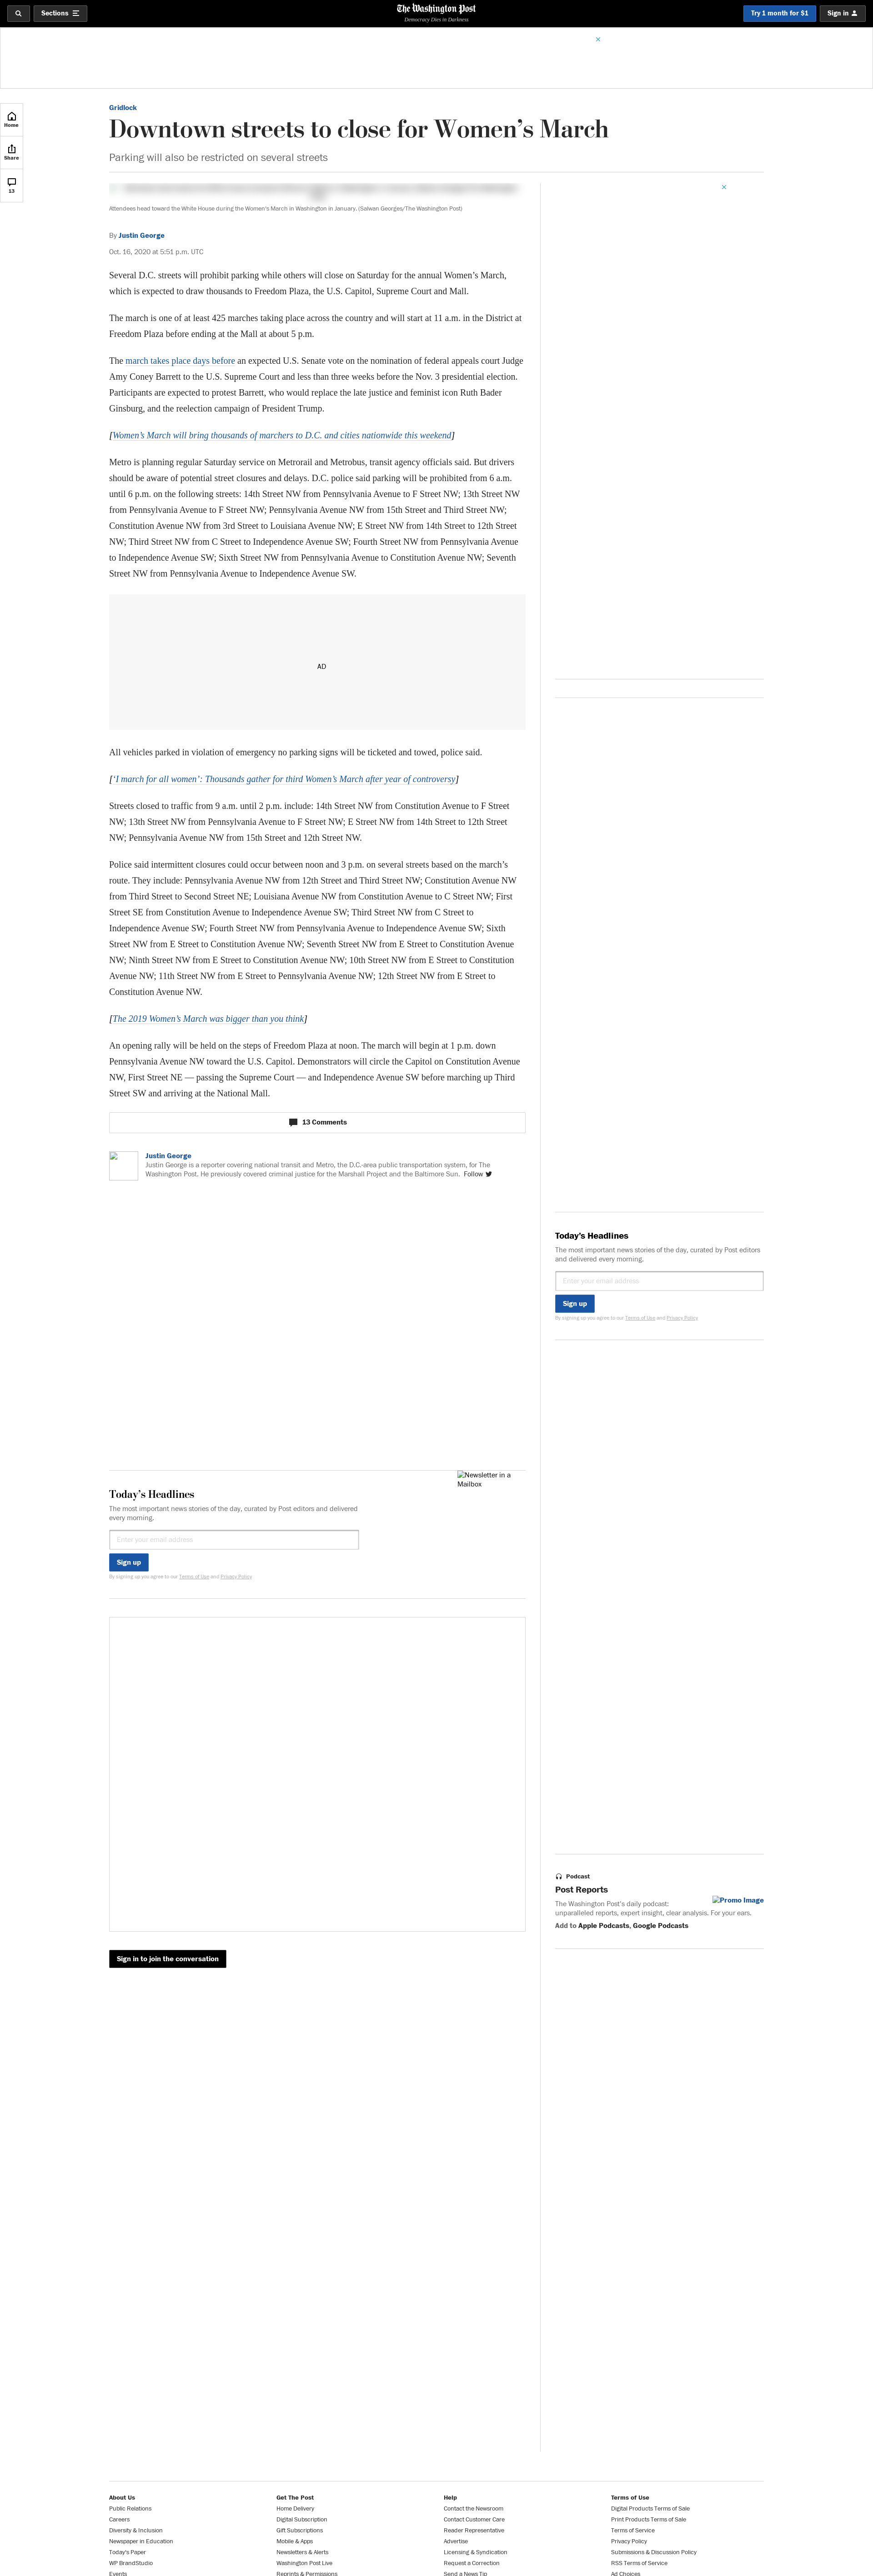 Sections
The Washington Post
Democracy Dies in Darkness
Try 1 month for $1
Sign in
Home
Share
13
Gridlock
Downtown streets to close for Women’s March
Parking will also be restricted on several streets
Attendees head toward the White House during the Women's March in Washington in January. (Salwan Georges/The Washington Post)
By Justin George
Oct. 16, 2020 at 5:51 p.m. UTC
Several D.C. streets will prohibit parking while others will close on Saturday for the annual Women’s March,
which is expected to draw thousands to Freedom Plaza, the U.S. Capitol, Supreme Court and Mall.
The march is one of at least 425 marches taking place across the country and will start at 11 a.m. in the District at
Freedom Plaza before ending at the Mall at about 5 p.m.
The march takes place days before an expected U.S. Senate vote on the nomination of federal appeals court Judge
Amy Coney Barrett to the U.S. Supreme Court and less than three weeks before the Nov. 3 presidential election.
Participants are expected to protest Barrett, who would replace the late justice and feminist icon Ruth Bader
Ginsburg, and the reelection campaign of President Trump.
[Women’s March will bring thousands of marchers to D.C. and cities nationwide this weekend]
Metro is planning regular Saturday service on Metrorail and Metrobus, transit agency officials said. But drivers
should be aware of potential street closures and delays. D.C. police said parking will be prohibited from 6 a.m.
until 6 p.m. on the following streets: 14th Street NW from Pennsylvania Avenue to F Street NW; 13th Street NW
from Pennsylvania Avenue to F Street NW; Pennsylvania Avenue NW from 15th Street and Third Street NW;
Constitution Avenue NW from 3rd Street to Louisiana Avenue NW; E Street NW from 14th Street to 12th Street
NW; Third Street NW from C Street to Independence Avenue SW; Fourth Street NW from Pennsylvania Avenue
to Independence Avenue SW; Sixth Street NW from Pennsylvania Avenue to Constitution Avenue NW; Seventh
Street NW from Pennsylvania Avenue to Independence Avenue SW.
AD
All vehicles parked in violation of emergency no parking signs will be ticketed and towed, police said.
[‘I march for all women’: Thousands gather for third Women’s March after year of controversy]
Streets closed to traffic from 9 a.m. until 2 p.m. include: 14th Street NW from Constitution Avenue to F Street
NW; 13th Street NW from Pennsylvania Avenue to F Street NW; E Street NW from 14th Street to 12th Street
NW; Pennsylvania Avenue NW from 15th Street and 12th Street NW.
Police said intermittent closures could occur between noon and 3 p.m. on several streets based on the march’s
route. They include: Pennsylvania Avenue NW from 12th Street and Third Street NW; Constitution Avenue NW
from Third Street to Second Street NE; Louisiana Avenue NW from Constitution Avenue to C Street NW; First
Street SE from Constitution Avenue to Independence Avenue SW; Third Street NW from C Street to
Independence Avenue SW; Fourth Street NW from Pennsylvania Avenue to Independence Avenue SW; Sixth
Street NW from E Street to Constitution Avenue NW; Seventh Street NW from E Street to Constitution Avenue
NW; Ninth Street NW from E Street to Constitution Avenue NW; 10th Street NW from E Street to Constitution
Avenue NW; 11th Street NW from E Street to Pennsylvania Avenue NW; 12th Street NW from E Street to
Constitution Avenue NW.
[The 2019 Women’s March was bigger than you think]
An opening rally will be held on the steps of Freedom Plaza at noon. The march will begin at 1 p.m. down
Pennsylvania Avenue NW toward the U.S. Capitol. Demonstrators will circle the Capitol on Constitution Avenue
NW, First Street NE — passing the Supreme Court — and Independence Avenue SW before marching up Third
Street SW and arriving at the National Mall.
13 Comments
Justin George
Justin George is a reporter covering national transit and Metro, the D.C.-area public transportation system, for The
Washington Post. He previously covered criminal justice for the Marshall Project and the Baltimore Sun. Follow
Today’s Headlines
The most important news stories of the day, curated by Post editors
and delivered every morning.
Enter your email address
Sign up
By signing up you agree to our Terms of Use and Privacy Policy
Newsletter in a
Mailbox
Today’s Headlines
The most important news stories of the day, curated by Post editors and delivered
every morning.
Enter your email address
Sign up
By signing up you agree to our Terms of Use and Privacy Policy
Podcast
Post Reports
Promo Image
The Washington Post’s daily podcast:
unparalleled reports, expert insight, clear analysis. For your ears.
Add to Apple Podcasts, Google Podcasts
Sign in to join the conversation
About Us
Public Relations
Careers
Diversity & Inclusion
Newspaper in Education
Today's Paper
WP BrandStudio
Events
Get The Post
Home Delivery
Digital Subscription
Gift Subscriptions
Mobile & Apps
Newsletters & Alerts
Washington Post Live
Reprints & Permissions
Help
Contact the Newsroom
Contact Customer Care
Reader Representative
Advertise
Licensing & Syndication
Request a Correction
Send a News Tip
Terms of Use
Digital Products Terms of Sale
Print Products Terms of Sale
Terms of Service
Privacy Policy
Submissions & Discussion Policy
RSS Terms of Service
Ad Choices